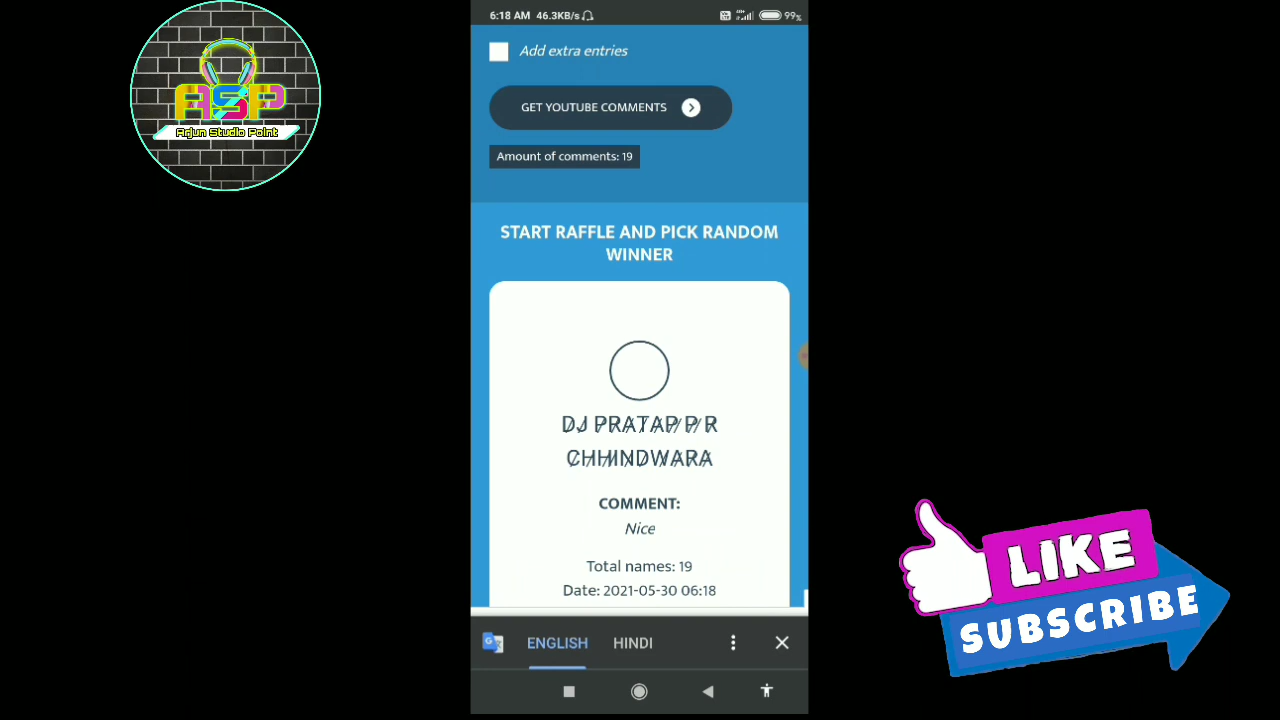 6:18 AM 46.3KB/s
99%
ASP
Arjun Studio Point
Add extra entries
GET YOUTUBE COMMENTS
Amount of comments: 19
START RAFFLE AND PICK RANDOM
WINNER
DJ PRATAP P R
CHHINDWARA
COMMENT:
Nice
Total names: 19
Date: 2021-05-30 06:18
ENGLISH HINDI
LIKE
SUBSCRIBE